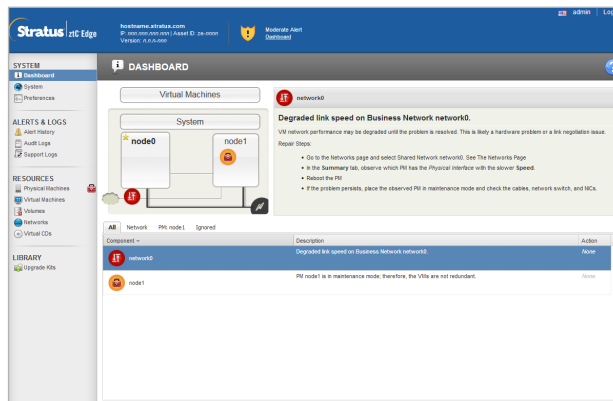 admin | Log
Stratus ztC Edge
hostname.stratus.com
IP: nnn.nnn.nnn.nnn | Asset ID: ze-nnnn
Version: n.n.n-nnn
Moderate Alert
Dashboard
SYSTEM
Dashboard
System
Preferences
ALERTS & LOGS
Alert History
Audit Logs
Support Logs
RESOURCES
Physical Machines
Virtual Machines
Volumes
Networks
Virtual CDs
LIBRARY
Upgrade Kits
DASHBOARD
Virtual Machines
System
node0
node1
network0
Degraded link speed on Business Network network0.
VM network performance may be degraded until the problem is resolved. This is likely a hardware problem or a link negotiation issue.
Repair Steps:
• Go to the Networks page and select Shared Network network0. See The Networks Page
• In the Summary tab, observe which PM has the Physical interface with the slower Speed.
• Reboot the PM
• If the problem persists, place the observed PM in maintenance mode and check the cables, network switch, and NICs.
All Network PM: node1 Ignored
Component Description Action
network0 Degraded link speed on Business Network network0. None
node1 PM node1 is in maintenance mode; therefore, the VMs are not redundant. None